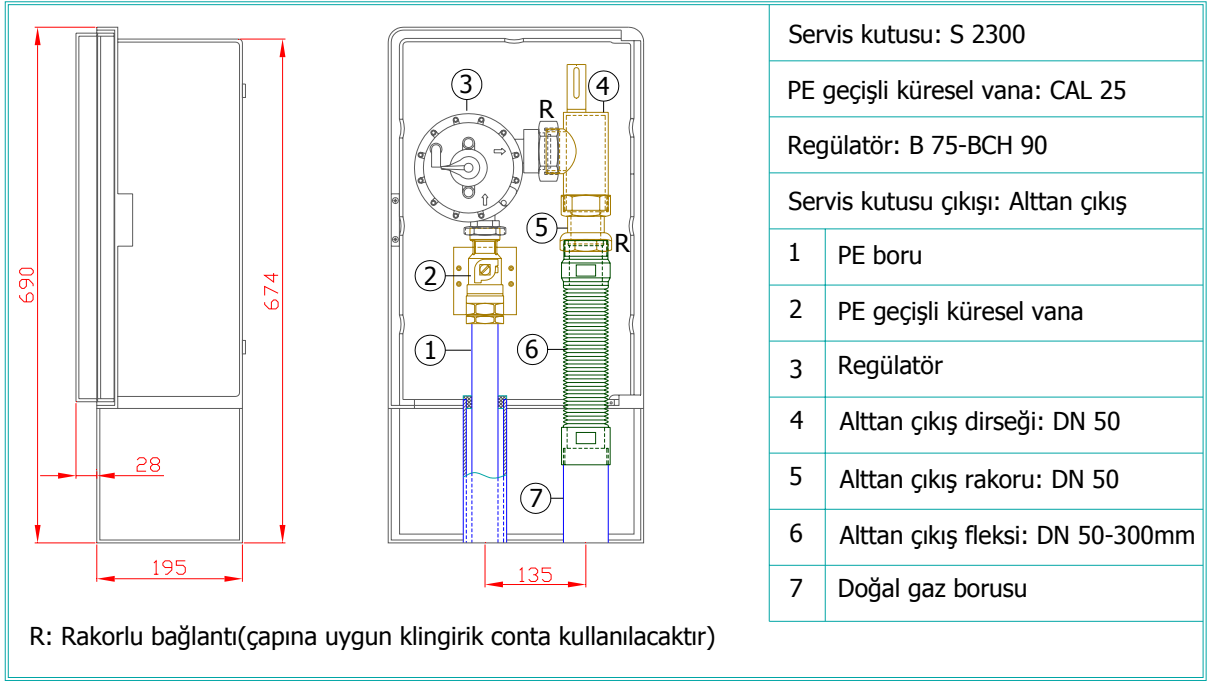 690
674
28
195
3
R
4
5
R
2
1
6
7
135
Servis kutusu: S 2300
PE geçişli küresel vana: CAL 25
Regülatör: B 75-BCH 90
Servis kutusu çıkışı: Alttan çıkış
1 PE boru
2 PE geçişli küresel vana
3 Regülatör
4 Alttan çıkış dirseği: DN 50
5 Alttan çıkış rakoru: DN 50
6 Alttan çıkış fleksi: DN 50-300mm
7 Doğal gaz borusu
R: Rakorlu bağlantı(çapına uygun klingirik conta kullanılacaktır)